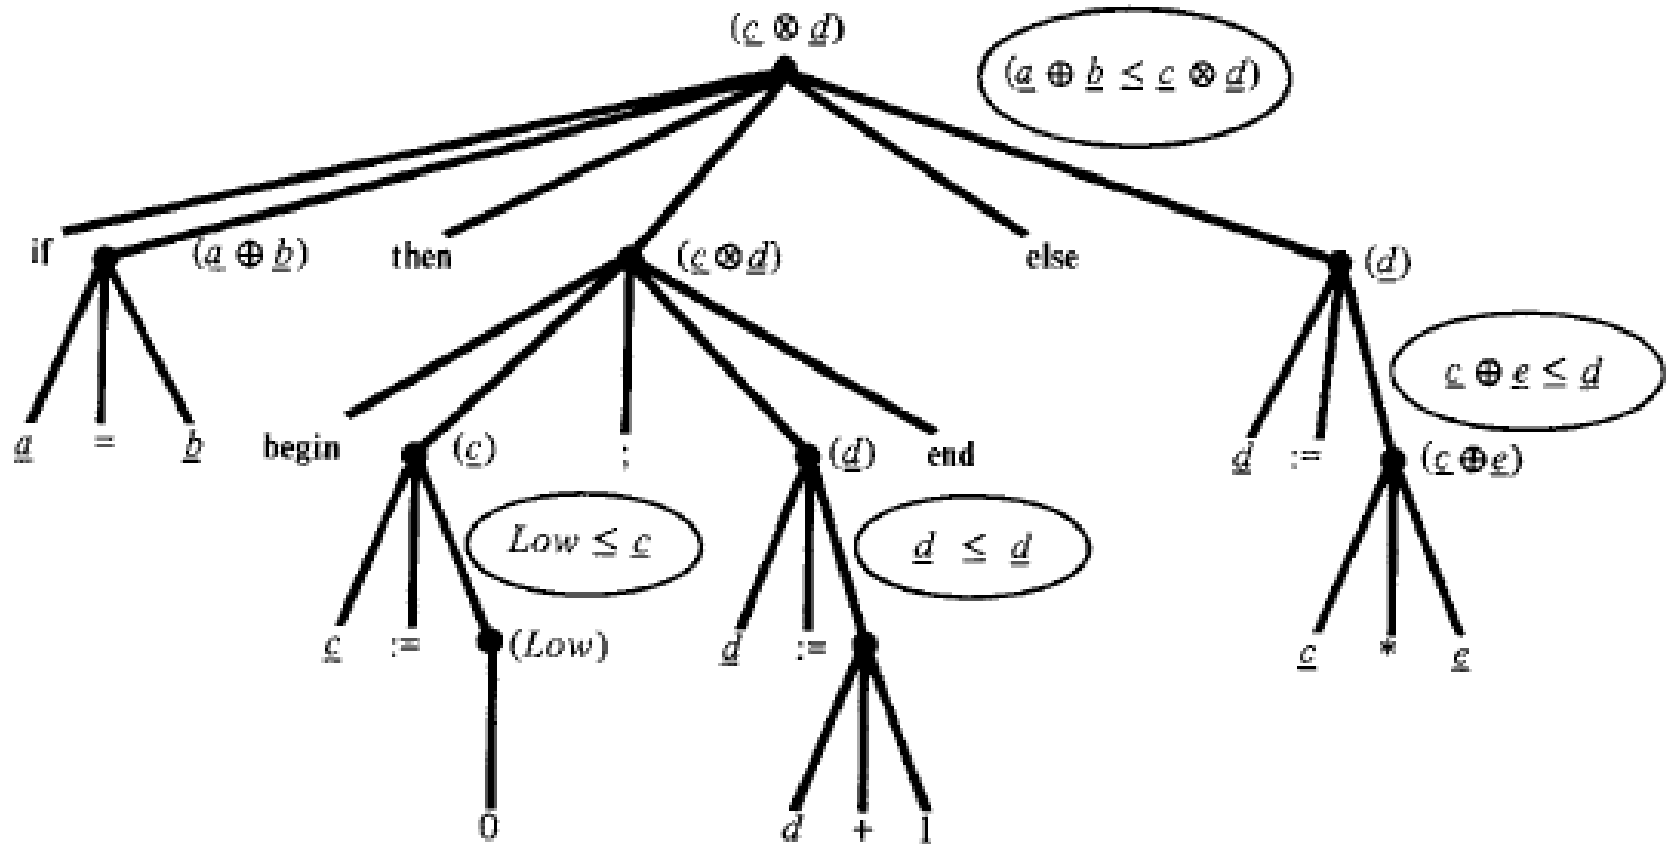 (c̲ ⊗ d̲)
(a̲ ⊕ b̲ ≤ c̲ ⊗ d̲)
if (a̲ ⊕ b̲) then (c̲ ⊗ d̲) else (d̲)
c̲ ⊕ e̲ ≤ d̲
a̲ = b̲ begin (c̲) ; (d̲) end d̲ := (c̲ ⊕ e̲)
Low ≤ c̲ d̲ ≤ d̲
c̲ := (Low) d̲ := c̲ * e̲
0 d + 1